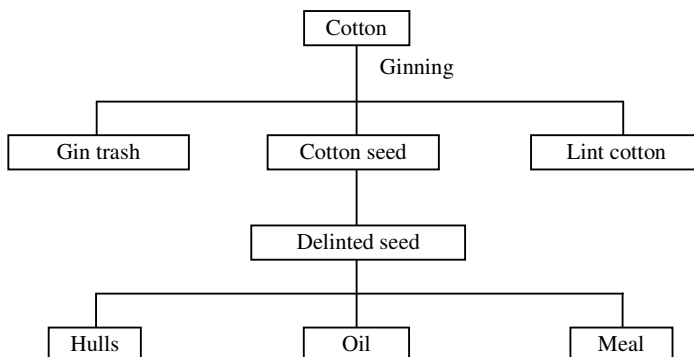 Cotton
Ginning
Gin trash
Cotton seed
Lint cotton
Delinted seed
Hulls
Oil
Meal